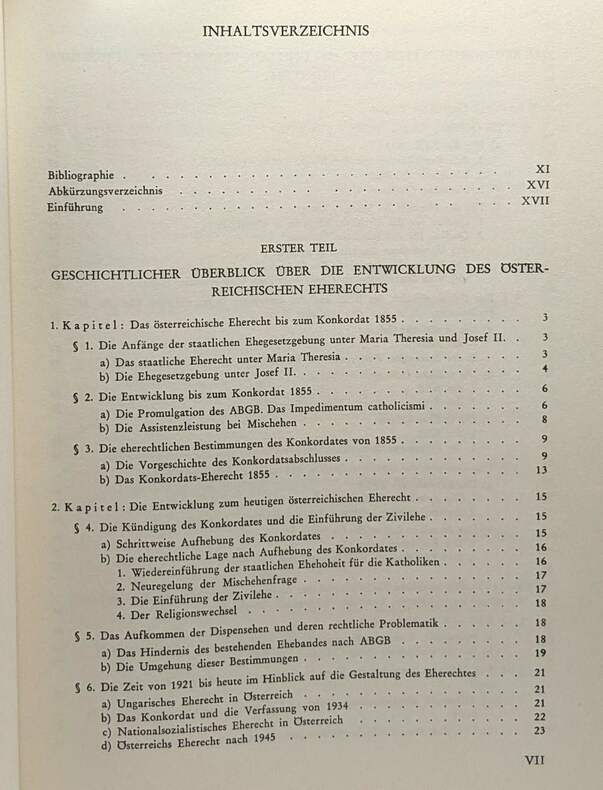 INHALTSVERZEICHNIS
Bibliographie . . . . . . . . . . . . . . . XI
Abkürzungsverzeichnis . . . . . . . . . . . . . XVI
Einführung . . . . . . . . . . . . . . . XVII
ERSTER TEIL
GESCHICHTLICHER ÜBERBLICK ÜBER DIE ENTWICKLUNG DES ÖSTER-
REICHISCHEN EHERECHTS
1. Kapitel: Das österreichische Eherecht bis zum Konkordat 1855 . . . . . . . . 3
§ 1. Die Anfänge der staatlichen Ehegesetzgebung unter Maria Theresia und Josef II. . 3
a) Das staatliche Eherecht unter Maria Theresia . . . . . . . . . . 3
b) Die Ehegesetzgebung unter Josef II. . . . . . . . . . . . . 4
§ 2. Die Entwicklung bis zum Konkordat 1855 . . . . . . . . . . . 6
a) Die Promulgation des ABGB. Das Impedimentum catholicismi . . . . . . 6
b) Die Assistenzleistung bei Mischehen . . . . . . . . . . . . 8
§ 3. Die eherechtlichen Bestimmungen des Konkordates von 1855 . . . . . . . 9
a) Die Vorgeschichte des Konkordatsabschlusses . . . . . . . . . . 9
b) Das Konkordats-Eherecht 1855 . . . . . . . . . . . . . 13
2. Kapitel: Die Entwicklung zum heutigen österreichischen Eherecht . . . . . . . 15
§ 4. Die Kündigung des Konkordates und die Einführung der Zivilehe . . . . . . 15
a) Schrittweise Aufhebung des Konkordates . . . . . . . . . . . 15
b) Die eherechtliche Lage nach Aufhebung des Konkordates . . . . . . . 16
1. Wiedereinführung der staatlichen Ehehoheit für die Katholiken . . . . . 16
2. Neuregelung der Mischehenfrage . . . . . . . . . . . . 17
3. Die Einführung der Zivilehe . . . . . . . . . . . . . 17
4. Der Religionswechsel . . . . . . . . . . . . . . 18
§ 5. Das Aufkommen der Dispensehen und deren rechtliche Problematik . . . . . 18
a) Das Hindernis des bestehenden Ehebandes nach ABGB . . . . . . . . 18
b) Die Umgehung dieser Bestimmungen . . . . . . . . . . . . 19
§ 6. Die Zeit von 1921 bis heute im Hinblick auf die Gestaltung des Eherechtes . . . 21
a) Ungarisches Eherecht in Österreich . . . . . . . . . . . . 21
b) Das Konkordat und die Verfassung von 1934 . . . . . . . . . . 21
c) Nationalsozialistisches Eherecht in Österreich . . . . . . . . . . 22
d) Österreichs Eherecht nach 1945 . . . . . . . . . . . . . 23
VII